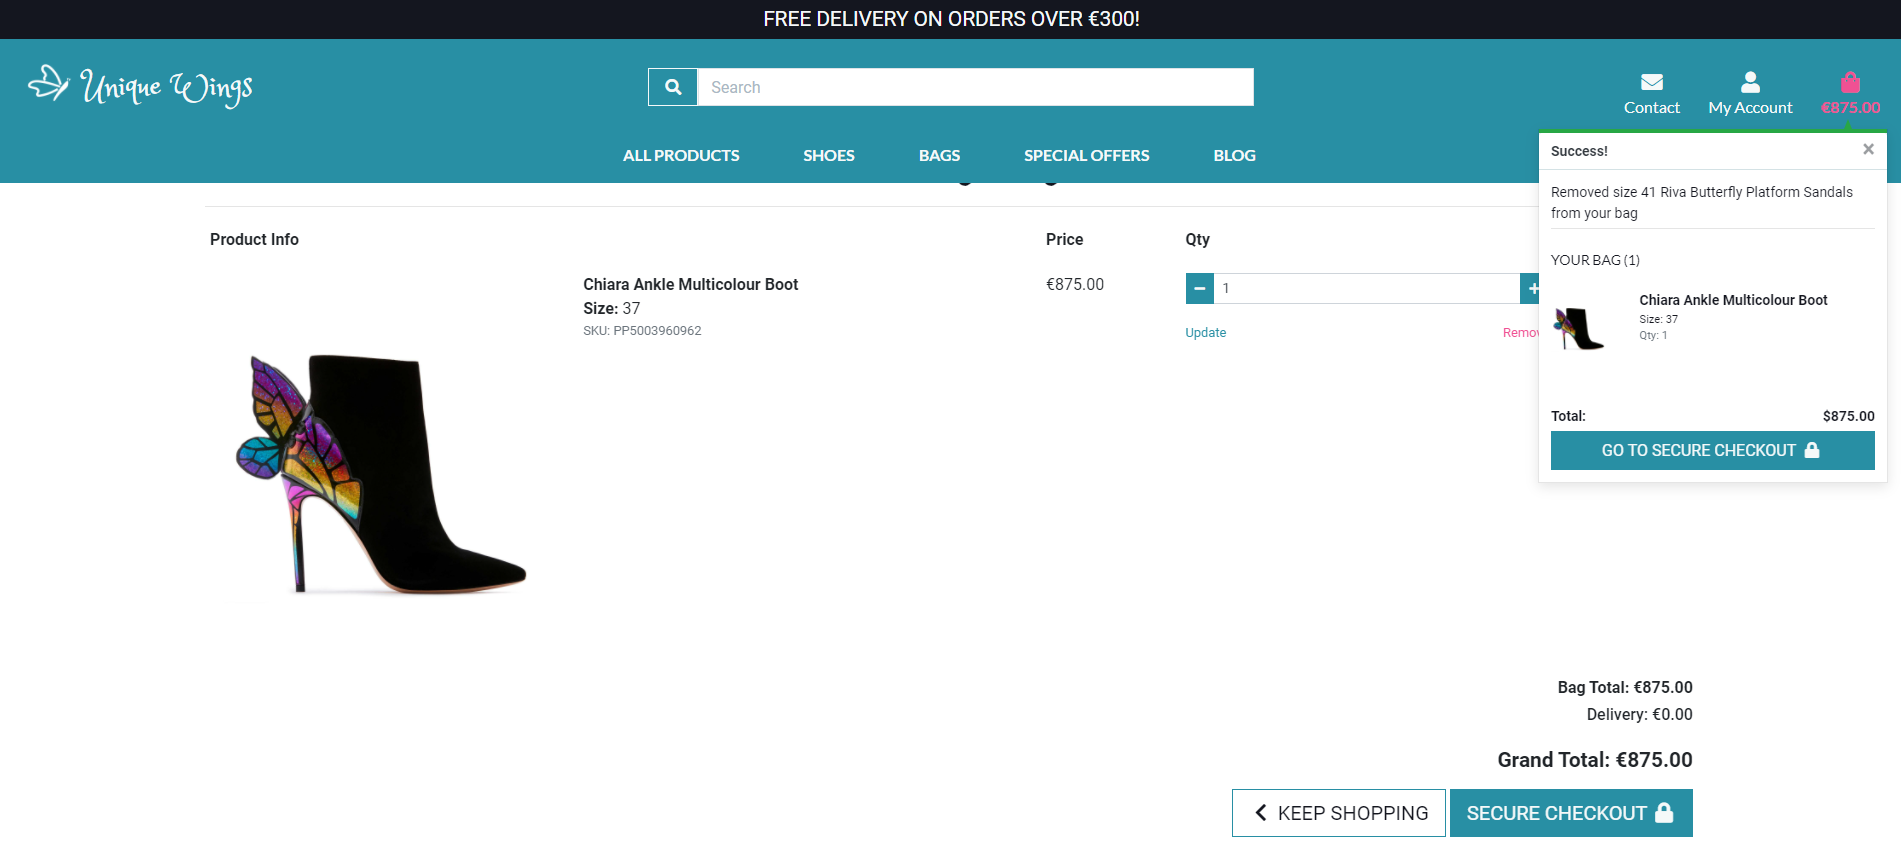 FREE DELIVERY ON ORDERS OVER €300!
Unique Wings
Search
Contact
My Account
€875.00
ALL PRODUCTS
SHOES
BAGS
SPECIAL OFFERS
BLOG
Success!
×
Removed size 41 Riva Butterfly Platform Sandals
from your bag
YOUR BAG (1)
Chiara Ankle Multicolour Boot
Size: 37
Qty: 1
Total:
$875.00
GO TO SECURE CHECKOUT
Product Info
Price
Qty
Chiara Ankle Multicolour Boot
Size: 37
SKU: PP5003960962
€875.00
1
Update
Remov
Bag Total: €875.00
Delivery: €0.00
Grand Total: €875.00
KEEP SHOPPING
SECURE CHECKOUT